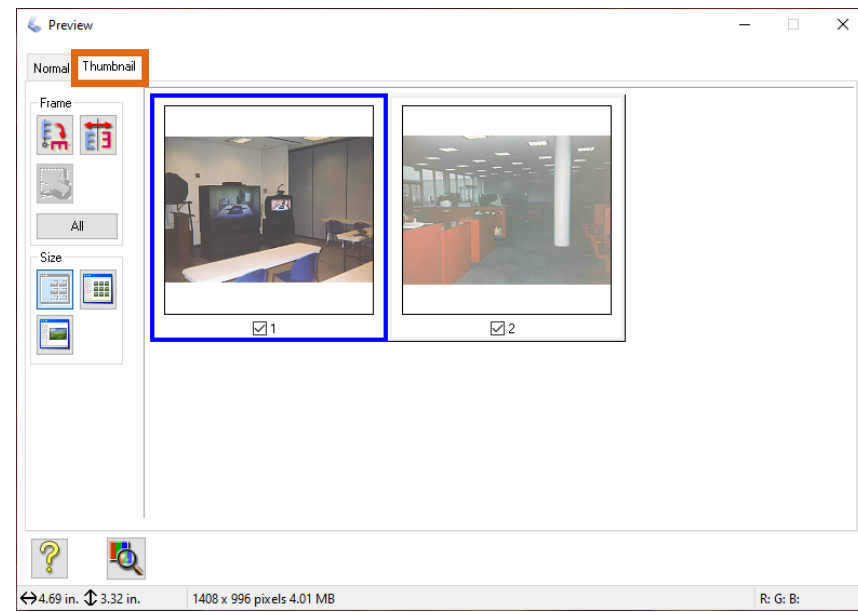 Preview
Normal
Thumbnail
Frame
All
Size
1
2
4.69 in. 3.32 in.
1408 x 996 pixels 4.01 MB
R: G: B: